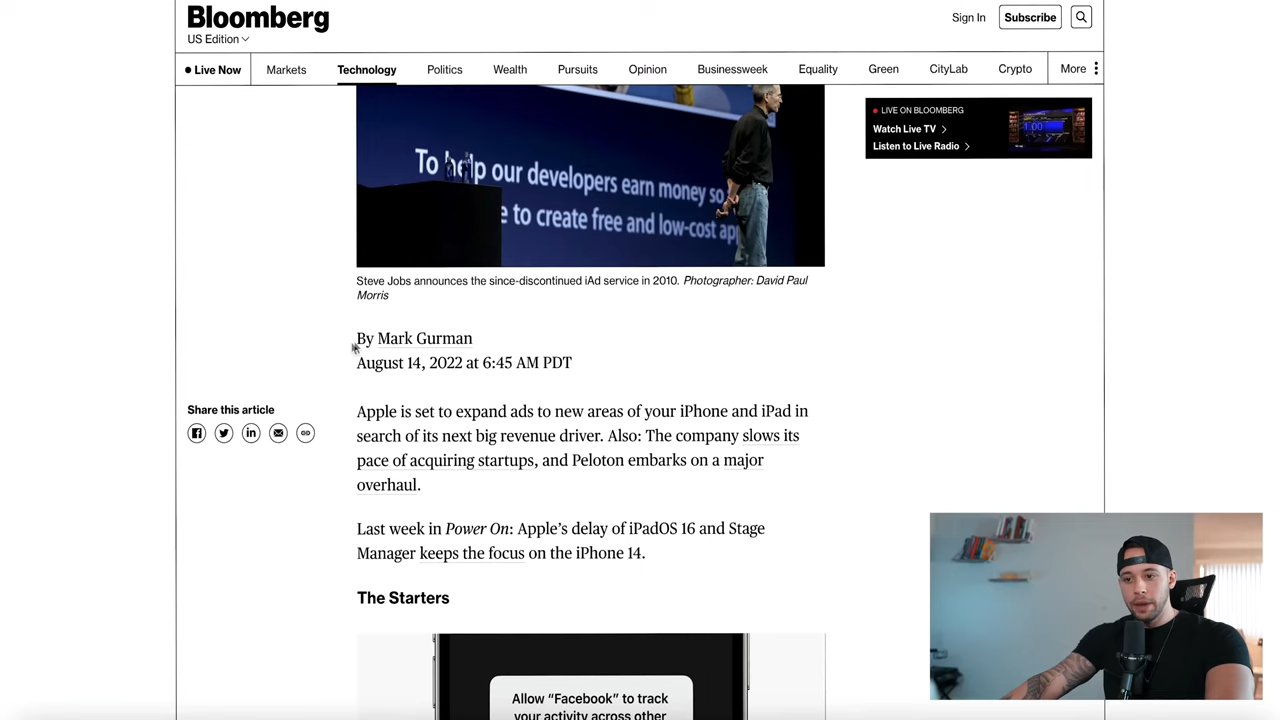 Bloomberg
US Edition
Sign In
Subscribe
Live Now
Markets
Technology
Politics
Wealth
Pursuits
Opinion
Businessweek
Equality
Green
CityLab
Crypto
More
To help our developers earn money so
e to create free and low-cost app
LIVE ON BLOOMBERG
Watch Live TV
Listen to Live Radio
1:00
Steve Jobs announces the since-discontinued iAd service in 2010. Photographer: David Paul
Morris
By Mark Gurman
August 14, 2022 at 6:45 AM PDT
Share this article
Apple is set to expand ads to new areas of your iPhone and iPad in
search of its next big revenue driver. Also: The company slows its
pace of acquiring startups, and Peloton embarks on a major
overhaul.
Last week in Power On: Apple’s delay of iPadOS 16 and Stage
Manager keeps the focus on the iPhone 14.
The Starters
Allow “Facebook” to track
your activity across other